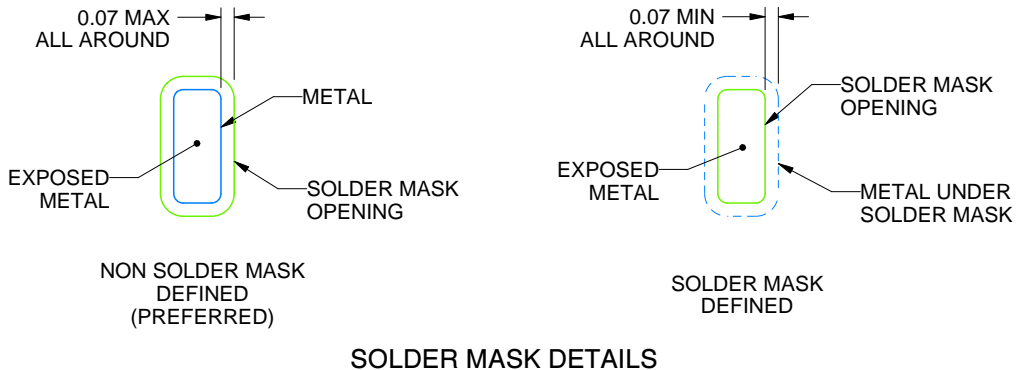 0.07 MAX
ALL AROUND
METAL
EXPOSED
METAL
SOLDER MASK
OPENING
NON SOLDER MASK
DEFINED
(PREFERRED)
0.07 MIN
ALL AROUND
SOLDER MASK
OPENING
EXPOSED
METAL
METAL UNDER
SOLDER MASK
SOLDER MASK
DEFINED
SOLDER MASK DETAILS